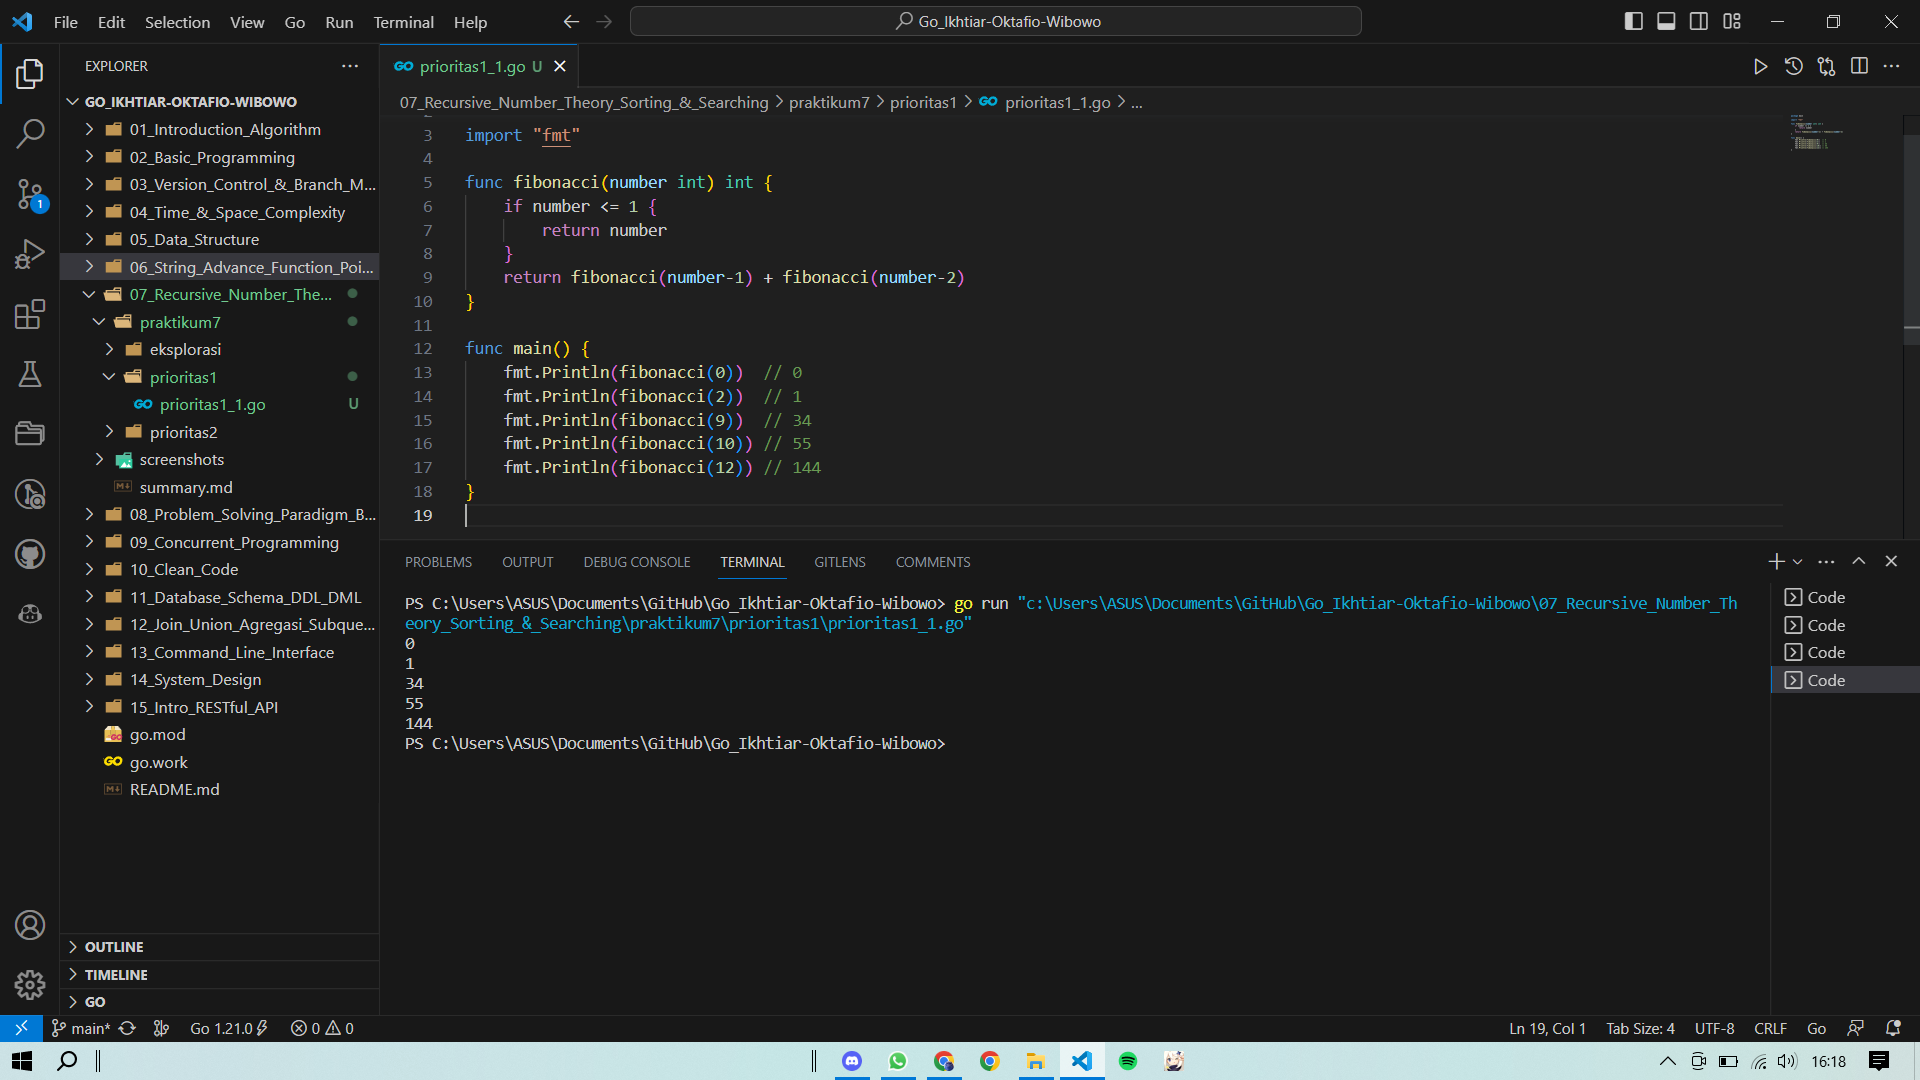 File Edit Selection View Go Run Terminal Help
Go_Ikhtiar-Oktafio-Wibowo
EXPLORER
GO_IKHTIAR-OKTAFIO-WIBOWO
01_Introduction_Algorithm
02_Basic_Programming
03_Version_Control_&_Branch_M...
04_Time_&_Space_Complexity
05_Data_Structure
06_String_Advance_Function_Poi...
07_Recursive_Number_The...
praktikum7
eksplorasi
prioritas1
prioritas1_1.go U
prioritas2
screenshots
summary.md
08_Problem_Solving_Paradigm_B...
09_Concurrent_Programming
10_Clean_Code
11_Database_Schema_DDL_DML
12_Join_Union_Agregasi_Subque...
13_Command_Line_Interface
14_System_Design
15_Intro_RESTful_API
go.mod
go.work
README.md
OUTLINE
TIMELINE
GO
1
prioritas1_1.go U
07_Recursive_Number_Theory_Sorting_&_Searching > praktikum7 > prioritas1 > prioritas1_1.go > ...
3 import "fmt"
4
5 func fibonacci(number int) int {
6 if number <= 1 {
7 return number
8 }
9 return fibonacci(number-1) + fibonacci(number-2)
10 }
11
12 func main() {
13 fmt.Println(fibonacci(0)) // 0
14 fmt.Println(fibonacci(2)) // 1
15 fmt.Println(fibonacci(9)) // 34
16 fmt.Println(fibonacci(10)) // 55
17 fmt.Println(fibonacci(12)) // 144
18 }
19
PROBLEMS OUTPUT DEBUG CONSOLE TERMINAL GITLENS COMMENTS
PS C:\Users\ASUS\Documents\GitHub\Go_Ikhtiar-Oktafio-Wibowo> go run "c:\Users\ASUS\Documents\GitHub\Go_Ikhtiar-Oktafio-Wibowo\07_Recursive_Number_Th
eory_Sorting_&_Searching\praktikum7\prioritas1\prioritas1_1.go"
0
1
34
55
144
PS C:\Users\ASUS\Documents\GitHub\Go_Ikhtiar-Oktafio-Wibowo>
Code
Code
Code
Code
main* Go 1.21.0 0 0 Ln 19, Col 1 Tab Size: 4 UTF-8 CRLF Go
16:18